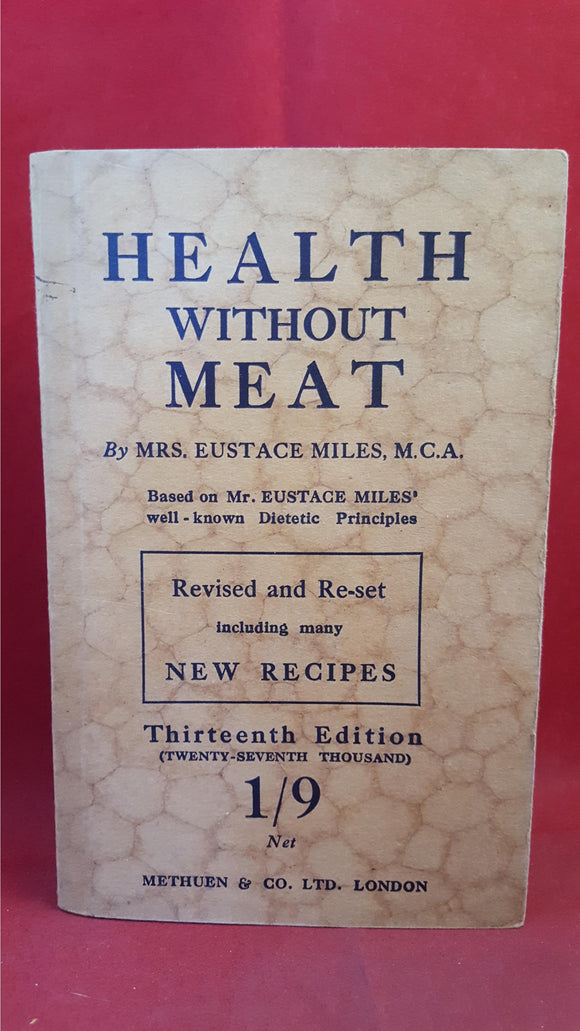 HEALTH
WITHOUT
MEAT
By MRS. EUSTACE MILES, M.C.A.
Based on Mr. EUSTACE MILES'
well-known Dietetic Principles
Revised and Re-set
including many
NEW RECIPES
Thirteenth Edition
(TWENTY-SEVENTH THOUSAND)
1/9
Net
METHUEN & CO. LTD. LONDON